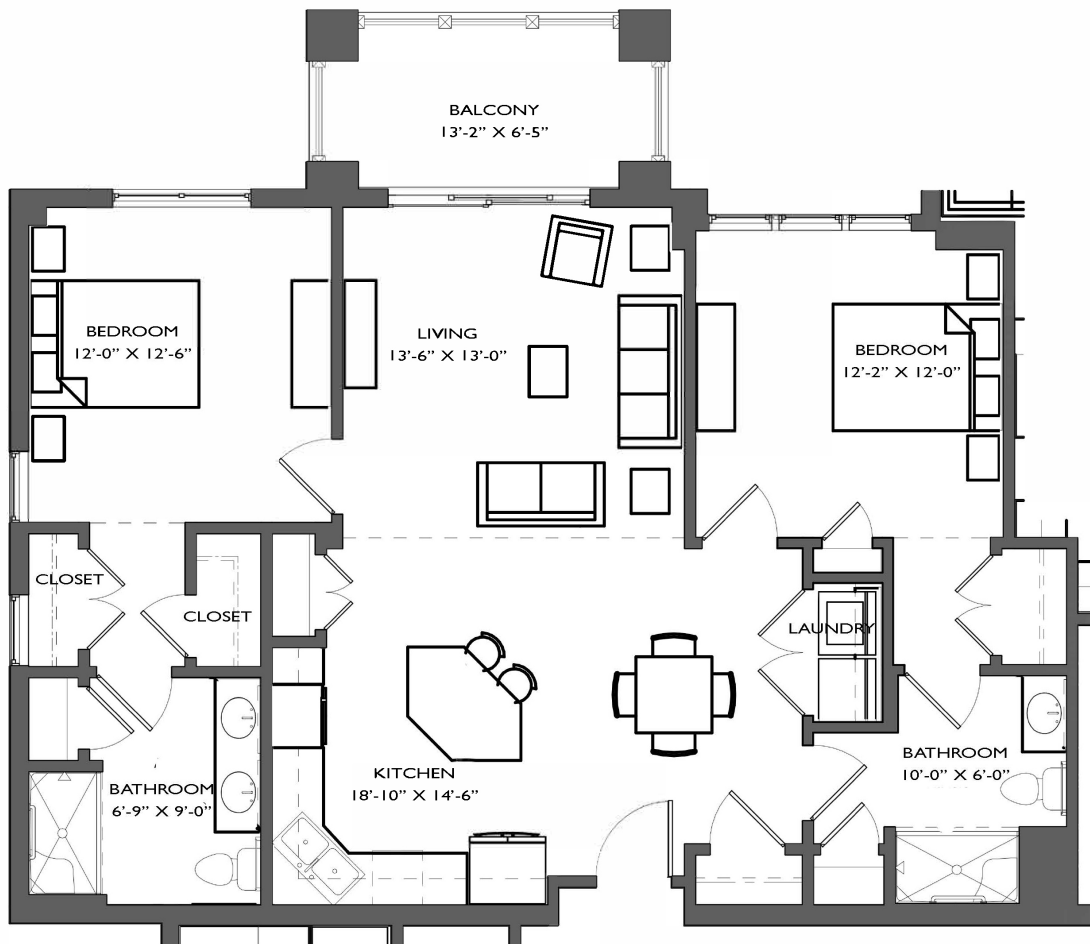 BALCONY
13'-2” X 6'-5”
BEDROOM
12'-0” X 12'-6”
LIVING
13'-6” X 13'-0”
BEDROOM
12'-2” X 12'-0”
CLOSET
CLOSET
LAUNDRY
KITCHEN
18'-10” X 14'-6”
BATHROOM
6'-9” X 9'-0”
BATHROOM
10'-0” X 6'-0”